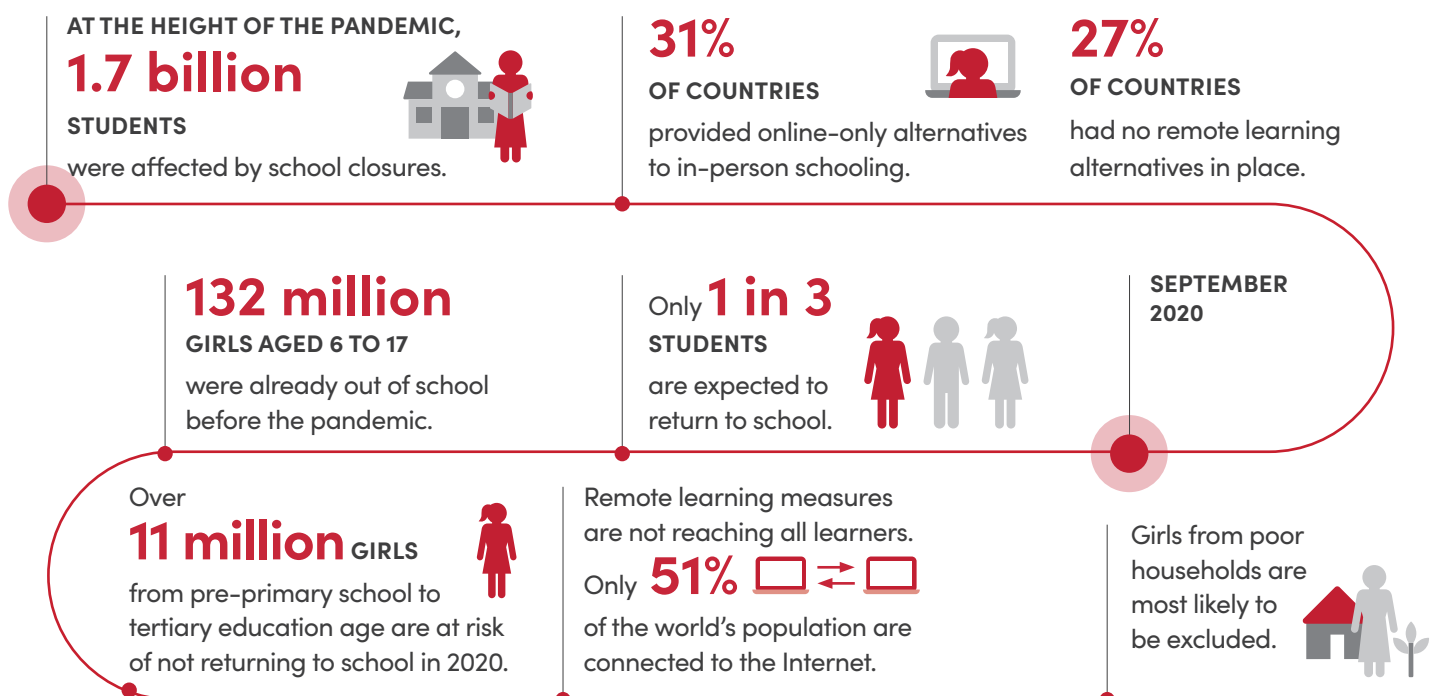 AT THE HEIGHT OF THE PANDEMIC,
1.7 billion
STUDENTS
were affected by school closures.
31%
OF COUNTRIES
provided online-only alternatives
to in-person schooling.
27%
OF COUNTRIES
had no remote learning
alternatives in place.
SEPTEMBER
2020
Only 1 in 3
STUDENTS
are expected to
return to school.
132 million
GIRLS AGED 6 TO 17
were already out of school
before the pandemic.
Over
11 million GIRLS
from pre-primary school to
tertiary education age are at risk
of not returning to school in 2020.
Remote learning measures
are not reaching all learners.
Only 51%
of the world's population are
connected to the Internet.
Girls from poor
households are
most likely to
be excluded.